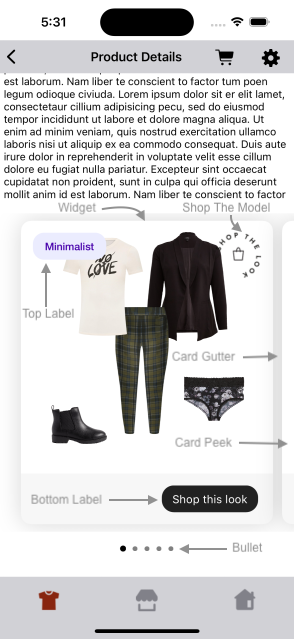 5:31
Product Details
est laborum. Nam liber te conscient to factor tum poen
legum odioque civiuda. Lorem ipsum dolor sit er elit lamet,
consectetaur cillium adipisicing pecu, sed do eiusmod
tempor incididunt ut labore et dolore magna aliqua. Ut
enim ad minim veniam, quis nostrud exercitation ullamco
laboris nisi ut aliquip ex ea commodo consequat. Duis aute
irure dolor in reprehenderit in voluptate velit esse cillum
dolore eu fugiat nulla pariatur. Excepteur sint occaecat
cupidatat non proident, sunt in culpa qui officia deserunt
mollit anim id est laborum. Nam liber te conscient to factor
Widget
Shop The Model
Minimalist
SHOP THE LOOK
NO
LOVE
Top Label
Card Gutter
Card Peek
Bottom Label
Shop this look
Bullet